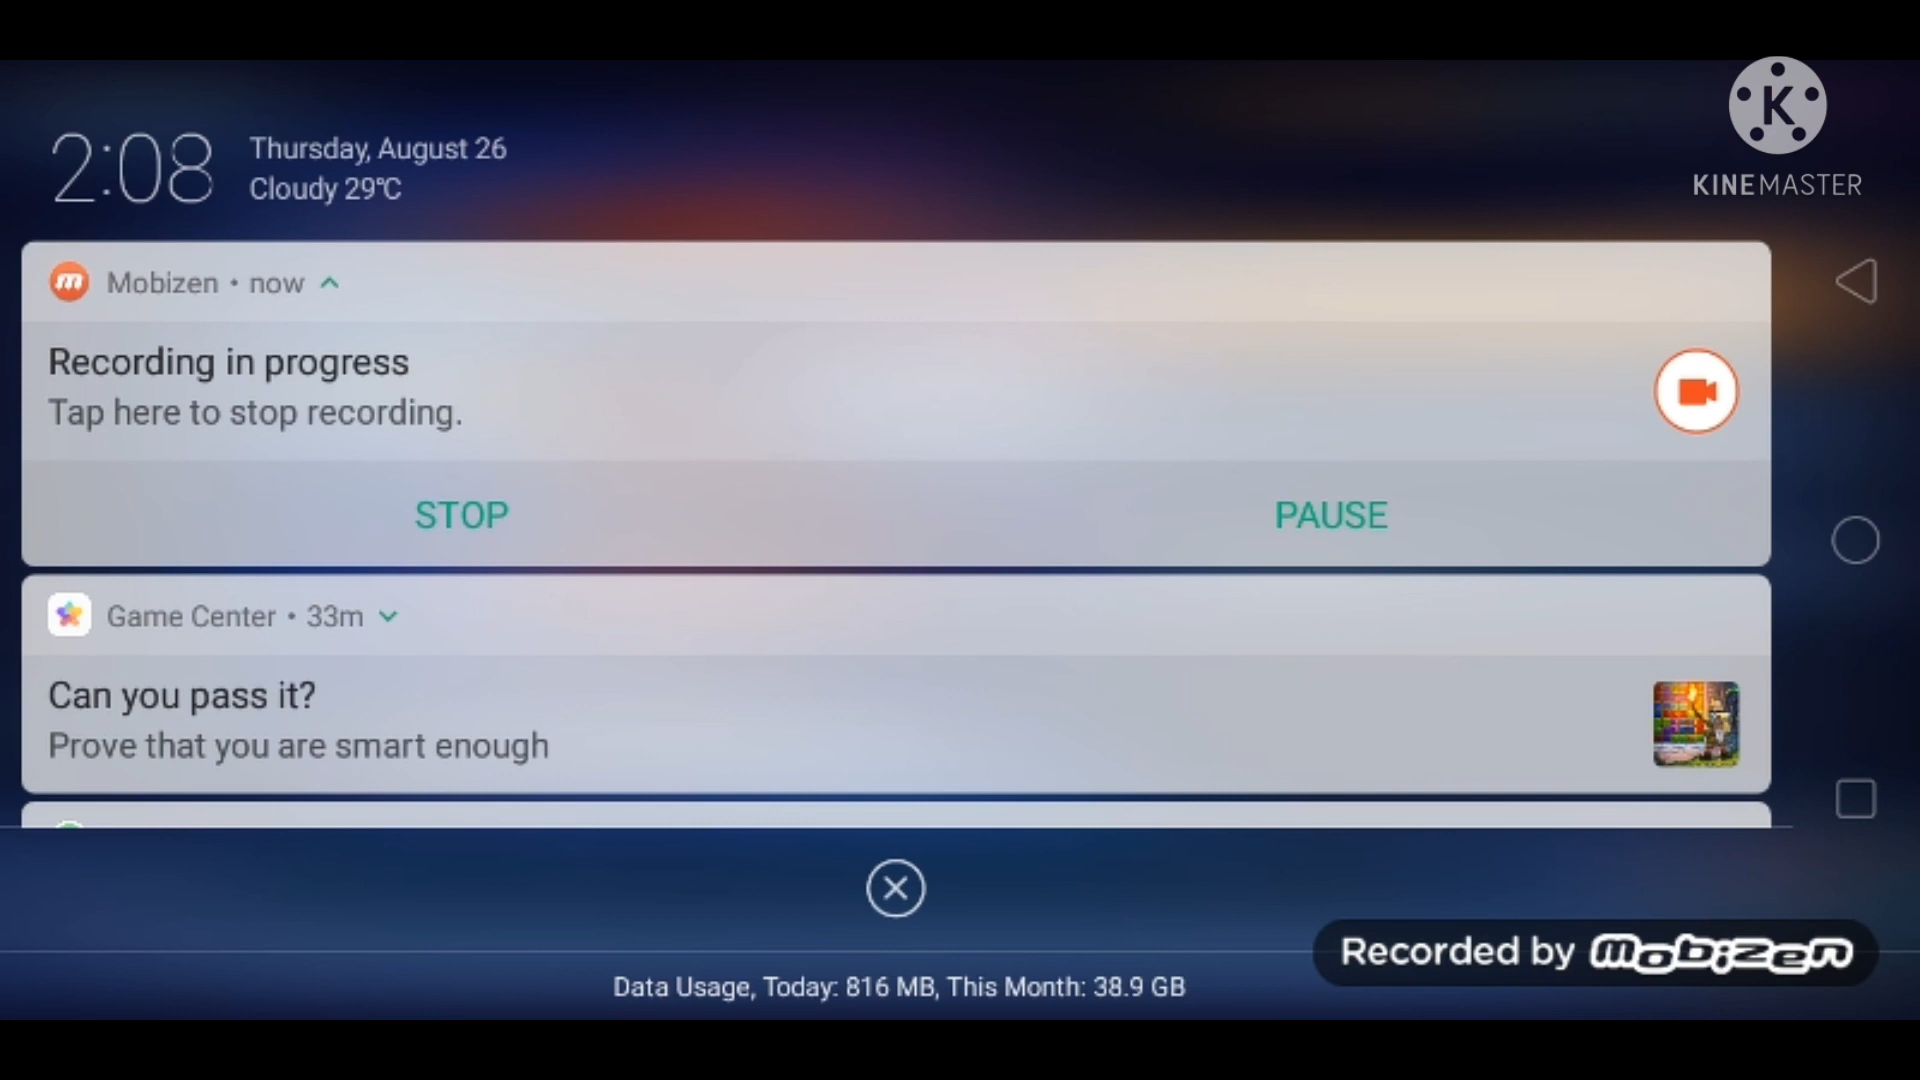 2:08
Thursday, August 26
Cloudy 29℃
K
KINEMASTER
m
Mobizen • now
Recording in progress
Tap here to stop recording.
STOP
PAUSE
Game Center • 33m
Can you pass it?
Prove that you are smart enough
Recorded by mobizen
Data Usage, Today: 816 MB, This Month: 38.9 GB